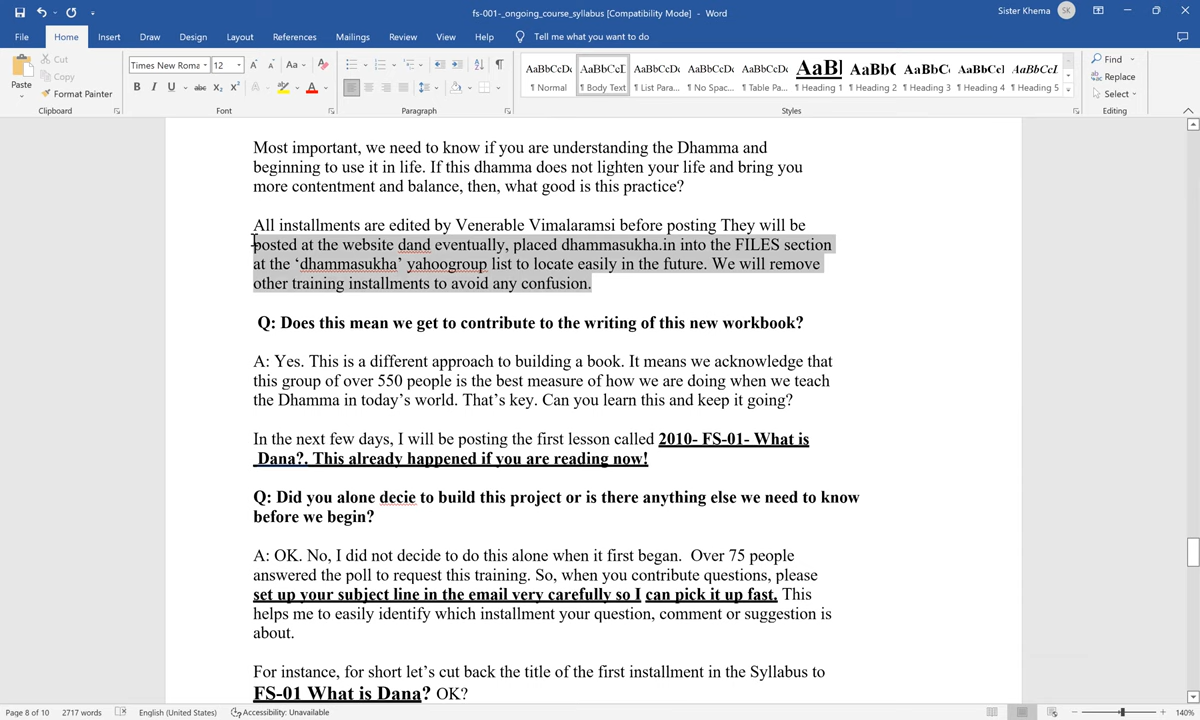 fs-001-_ongoing_course_syllabus [Compatibility Mode] - Word
Sister Khema SK
File Home Insert Draw Design Layout References Mailings Review View Help Tell me what you want to do
Paste Cut Copy Format Painter
Clipboard
Times New Roma 12
Font
Paragraph
AaBbCcDc AaBbCcD AaBbCcDc AaBbCcDc AaBbCcDc AaBl AaBb( AaBbC AaBbCcl AaBbCcL
¶ Normal ¶ Body Text ¶ List Para... ¶ No Spac... ¶ Table Pa... ¶ Heading 1 ¶ Heading 2 ¶ Heading 3 ¶ Heading 4 ¶ Heading 5
Styles
Find
Replace
Select
Editing
Most important, we need to know if you are understanding the Dhamma and
beginning to use it in life. If this dhamma does not lighten your life and bring you
more contentment and balance, then, what good is this practice?
All installments are edited by Venerable Vimalaramsi before posting They will be
posted at the website dand eventually, placed dhammasukha.in into the FILES section
at the ‘dhammasukha’ yahoogroup list to locate easily in the future. We will remove
other training installments to avoid any confusion.
Q: Does this mean we get to contribute to the writing of this new workbook?
A: Yes. This is a different approach to building a book. It means we acknowledge that
this group of over 550 people is the best measure of how we are doing when we teach
the Dhamma in today’s world. That’s key. Can you learn this and keep it going?
In the next few days, I will be posting the first lesson called 2010- FS-01- What is
Dana?. This already happened if you are reading now!
Q: Did you alone decie to build this project or is there anything else we need to know
before we begin?
A: OK. No, I did not decide to do this alone when it first began. Over 75 people
answered the poll to request this training. So, when you contribute questions, please
set up your subject line in the email very carefully so I can pick it up fast. This
helps me to easily identify which installment your question, comment or suggestion is
about.
For instance, for short let’s cut back the title of the first installment in the Syllabus to
FS-01 What is Dana? OK?
Page 8 of 10 2717 words English (United States) Accessibility: Unavailable 140%